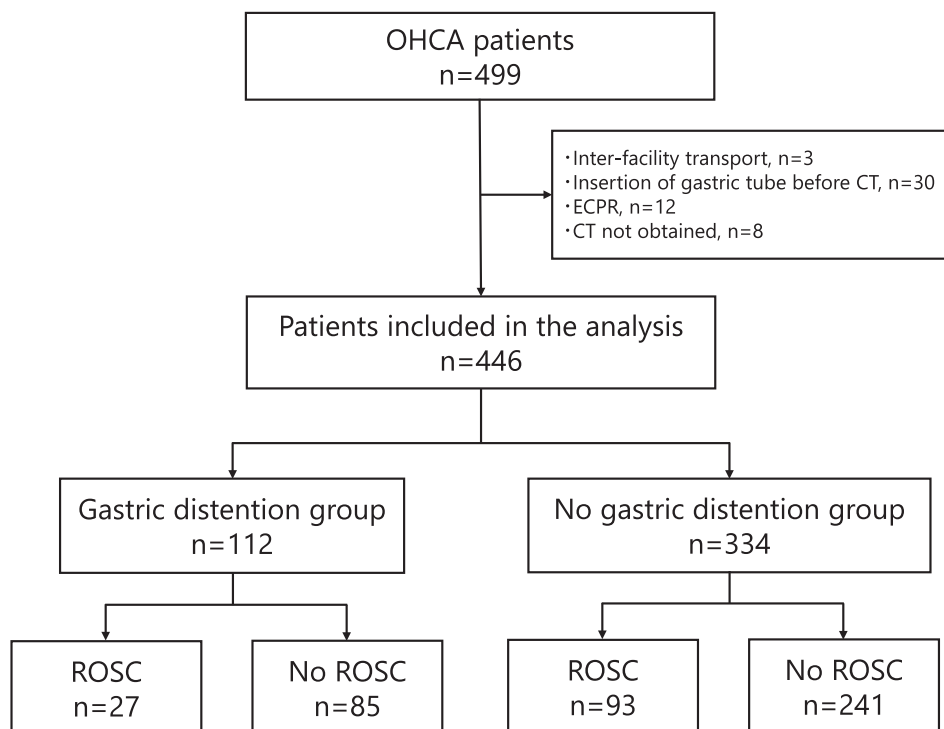 OHCA patients
n=499
・Inter-facility transport, n=3
・Insertion of gastric tube before CT, n=30
・ECPR, n=12
・CT not obtained, n=8
Patients included in the analysis
n=446
Gastric distention group
n=112
No gastric distention group
n=334
ROSC
n=27
No ROSC
n=85
ROSC
n=93
No ROSC
n=241